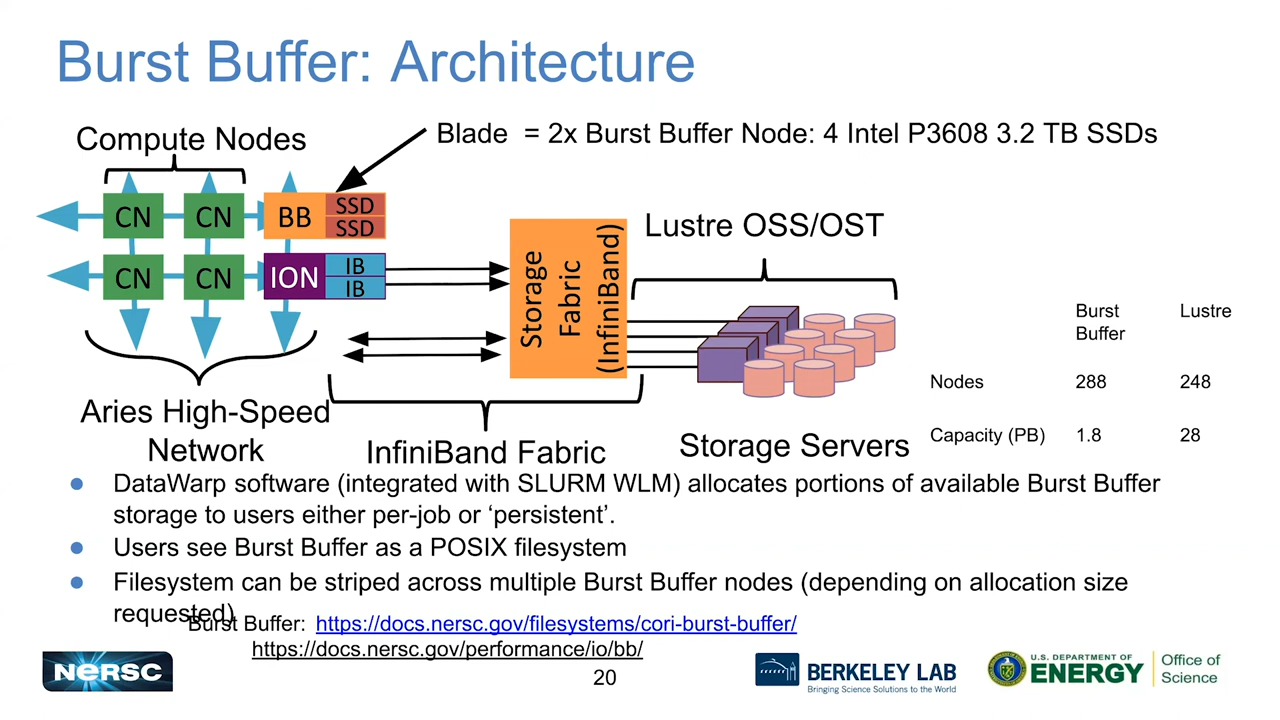 Burst Buffer: Architecture
Compute Nodes
Blade = 2x Burst Buffer Node: 4 Intel P3608 3.2 TB SSDs
CN CN BB SSD
SSD
CN CN ION IB
IB
Storage
Fabric
(InfiniBand)
Lustre OSS/OST
Aries High-Speed
Network
InfiniBand Fabric
Storage Servers
Burst Lustre
Buffer
Nodes 288 248
Capacity (PB) 1.8 28
● DataWarp software (integrated with SLURM WLM) allocates portions of available Burst Buffer
storage to users either per-job or ‘persistent’.
● Users see Burst Buffer as a POSIX filesystem
● Filesystem can be striped across multiple Burst Buffer nodes (depending on allocation size
requested)
Burst Buffer: https://docs.nersc.gov/filesystems/cori-burst-buffer/
https://docs.nersc.gov/performance/io/bb/
NERSC
20
BERKELEY LAB
Bringing Science Solutions to the World
U.S. DEPARTMENT OF
ENERGY
Office of
Science